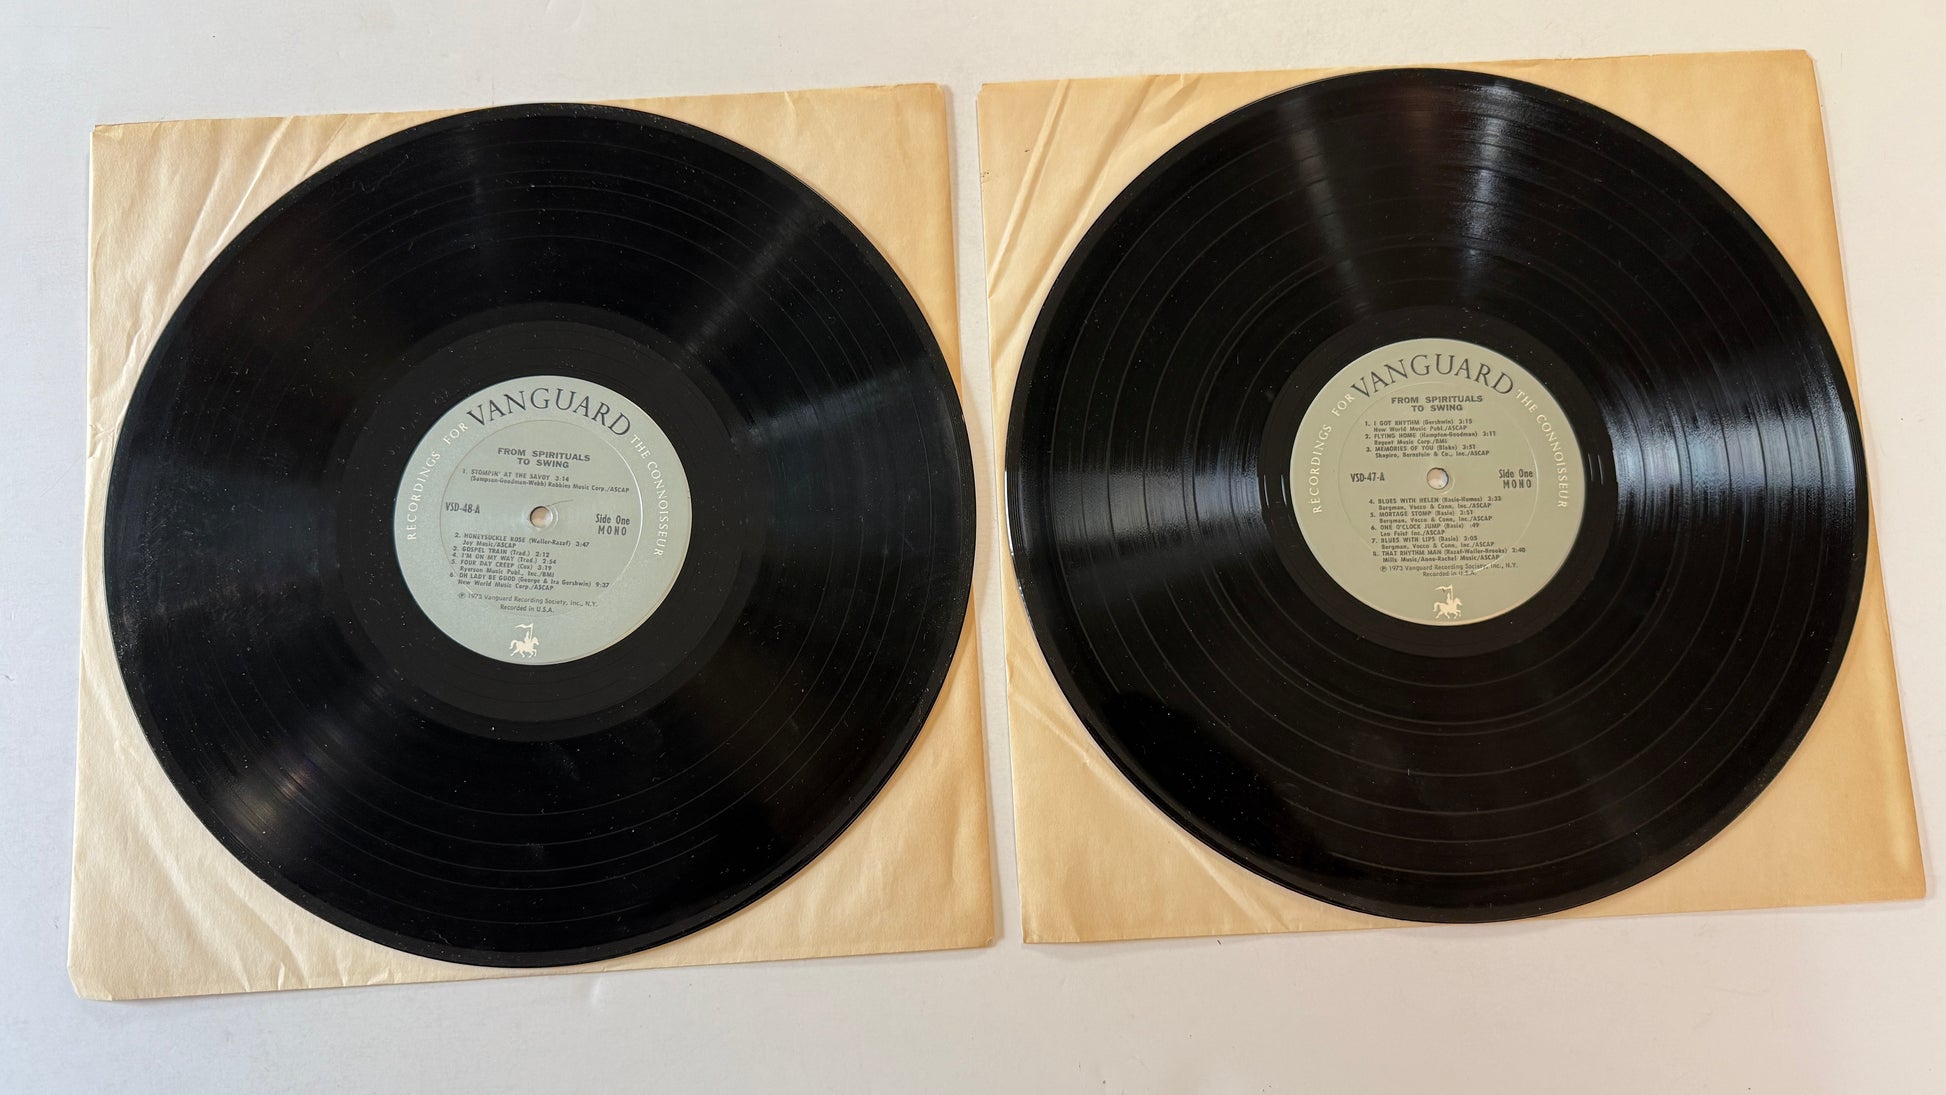 RECORDINGS FOR VANGUARD THE CONNOISSEUR
FROM SPIRITUALS
TO SWING
1. STOMPIN' AT THE SAVOY 3:14
(Sampson-Goodman-Webb) Robbins Music Corp./ASCAP
VSD-48-A
Side One
MONO
2. HONEYSUCKLE ROSE (Waller-Razaf) 3:47
Joy Music/ASCAP
3. GOSPEL TRAIN (Trad.) 2:12
4. I'M ON MY WAY (Trad.) 2:54
5. FOUR DAY CREEP (Cox) 3:19
Ryerson Music Publ., Inc./BMI
6. OH LADY BE GOOD (George & Ira Gershwin) 9:37
New World Music Corp./ASCAP
℗ 1973 Vanguard Recording Society, Inc., N.Y.
Recorded in U.S.A.
RECORDINGS FOR VANGUARD THE CONNOISSEUR
FROM SPIRITUALS
TO SWING
1. I GOT RHYTHM (Gershwin) 3:15
New World Music Publ./ASCAP
2. FLYING HOME (Hampton-Goodman) 3:11
Regent Music Corp./BMI
3. MEMORIES OF YOU (Blake) 3:51
Shapiro, Bernstein & Co., Inc./ASCAP
VSD-47-A
Side One
MONO
4. BLUES WITH HELEN (Basie-Humes) 3:33
Bergman, Vocco & Conn, Inc./ASCAP
5. MORTAGE STOMP (Basie) 3:51
Bergman, Vocco & Conn, Inc./ASCAP
6. ONE O'CLOCK JUMP (Basie) :49
Leo Feist Inc./ASCAP
7. BLUES WITH LIPS (Basie) 3:05
Bergman, Vocco & Conn, Inc./ASCAP
8. THAT RHYTHM MAN (Razaf-Waller-Brooks) 2:40
Mills Music/Anne-Rachel Music/ASCAP
℗ 1973 Vanguard Recording Society, Inc., N.Y.
Recorded in U.S.A.